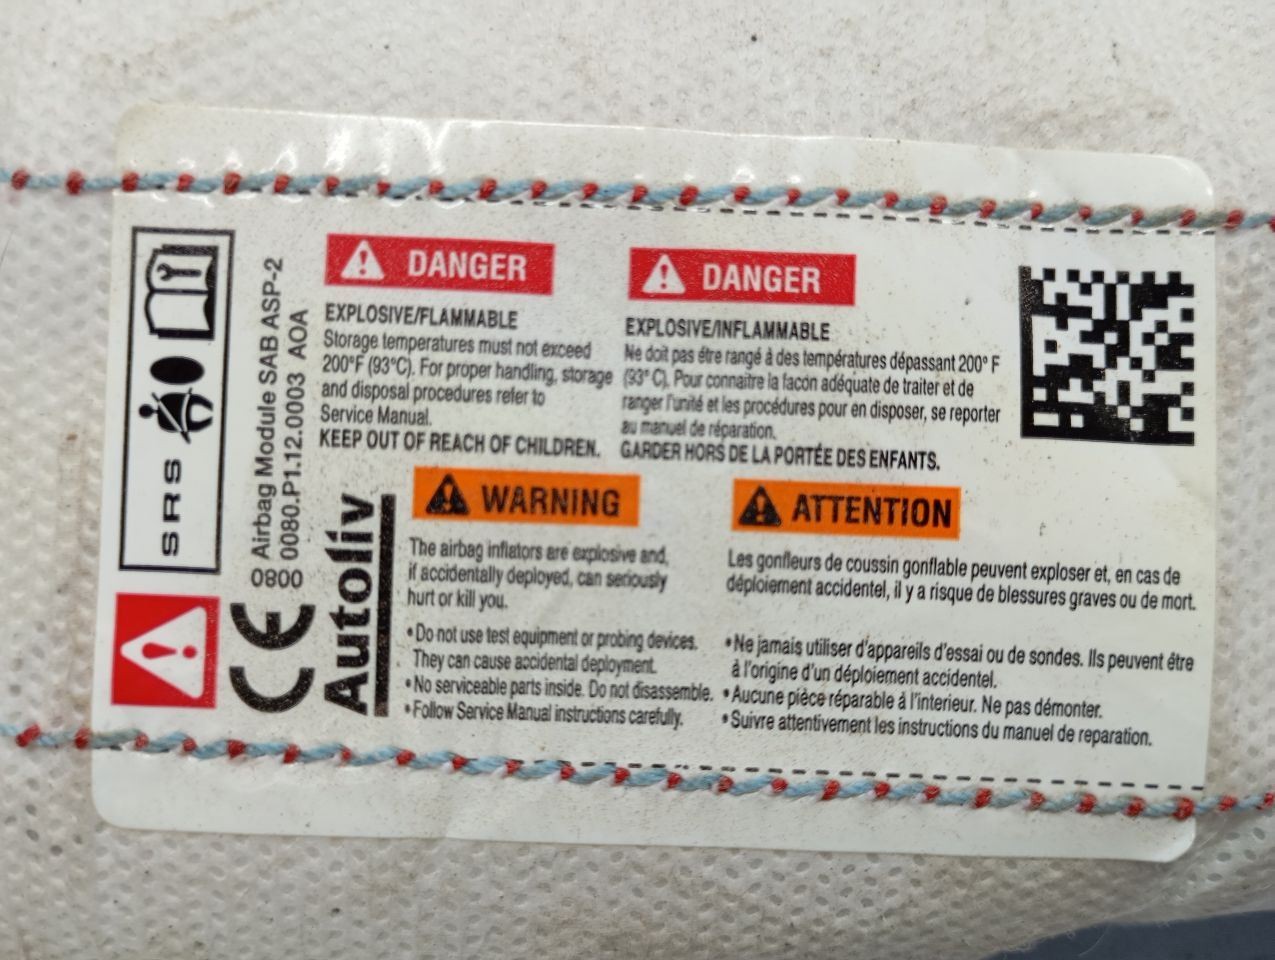 SRS
Airbag Module SAB ASP-2
0080.P1.12.0003 AOA
0800
CE
Autoliv
DANGER
EXPLOSIVE/FLAMMABLE
Storage temperatures must not exceed
200°F (93°C). For proper handling, storage
and disposal procedures refer to
Service Manual.
KEEP OUT OF REACH OF CHILDREN.
DANGER
EXPLOSIVE/INFLAMMABLE
Ne doit pas être rangé à des températures dépassant 200° F
(93° C). Pour connaitre la facon adéquate de traiter et de
ranger l'unité et les procédures pour en disposer, se reporter
au manuel de réparation.
GARDER HORS DE LA PORTÉE DES ENFANTS.
WARNING
The airbag inflators are explosive and,
if accidentally deployed, can seriously
hurt or kill you.
• Do not use test equipment or probing devices.
They can cause accidental deployment.
• No serviceable parts inside. Do not disassemble.
• Follow Service Manual instructions carefully.
ATTENTION
Les gonfleurs de coussin gonflable peuvent exploser et, en cas de
déploiement accidentel, il y a risque de blessures graves ou de mort.
• Ne jamais utiliser d'appareils d'essai ou de sondes. Ils peuvent être
à l'origine d'un déploiement accidentel.
• Aucune pièce réparable à l'interieur. Ne pas démonter.
• Suivre attentivement les instructions du manuel de reparation.